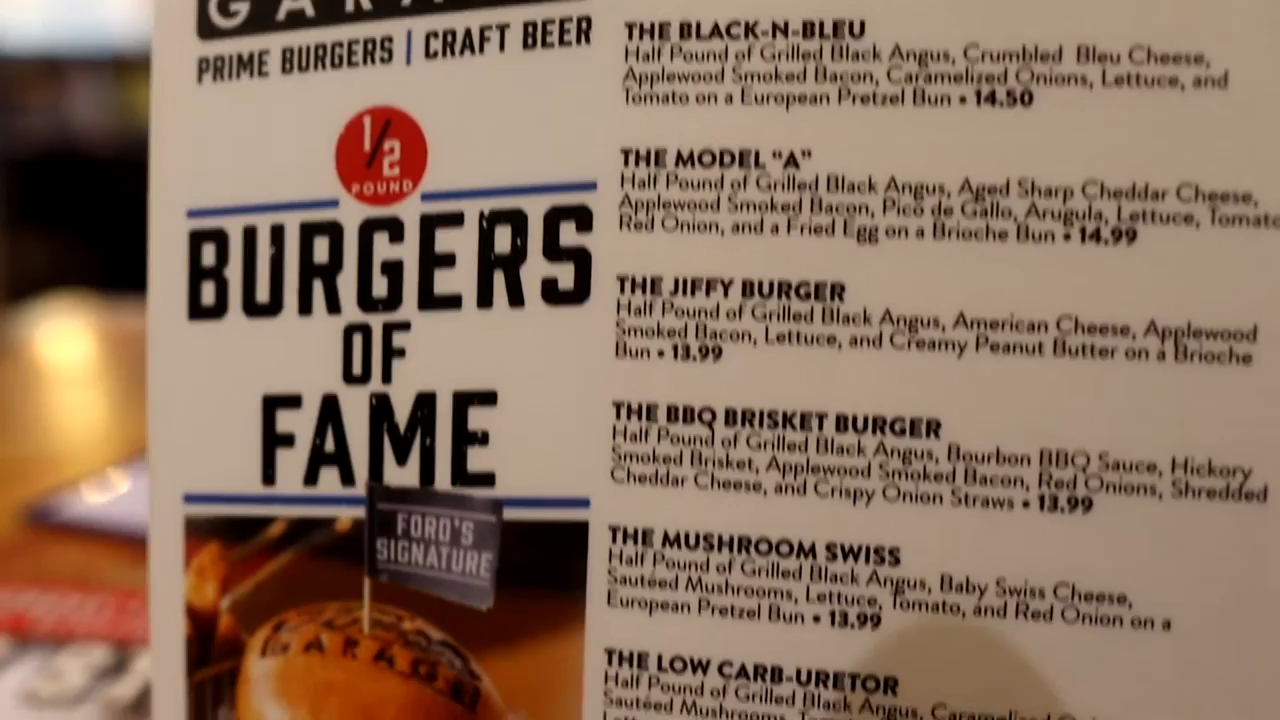 PRIME BURGERS | CRAFT BEER
1/2
POUND
BURGERS
OF
FAME
FORD'S
SIGNATURE
GARAGE
THE BLACK-N-BLEU
Half Pound of Grilled Black Angus, Crumbled Bleu Cheese,
Applewood Smoked Bacon, Caramelized Onions, Lettuce, and
Tomato on a European Pretzel Bun • 14.50
THE MODEL “A”
Half Pound of Grilled Black Angus, Aged Sharp Cheddar Cheese,
Applewood Smoked Bacon, Pico de Gallo, Arugula, Lettuce, Tomato
Red Onion, and a Fried Egg on a Brioche Bun • 14.99
THE JIFFY BURGER
Half Pound of Grilled Black Angus, American Cheese, Applewood
Smoked Bacon, Lettuce, and Creamy Peanut Butter on a Brioche
Bun • 13.99
THE BBQ BRISKET BURGER
Half Pound of Grilled Black Angus, Bourbon BBQ Sauce, Hickory
Smoked Brisket, Applewood Smoked Bacon, Red Onions, Shredded
Cheddar Cheese, and Crispy Onion Straws • 13.99
THE MUSHROOM SWISS
Half Pound of Grilled Black Angus, Baby Swiss Cheese,
Sautéed Mushrooms, Lettuce, Tomato, and Red Onion on a
European Pretzel Bun • 13.99
THE LOW CARB-URETOR
Half Pound of Grilled Black Angus,
Sautéed Mushrooms,